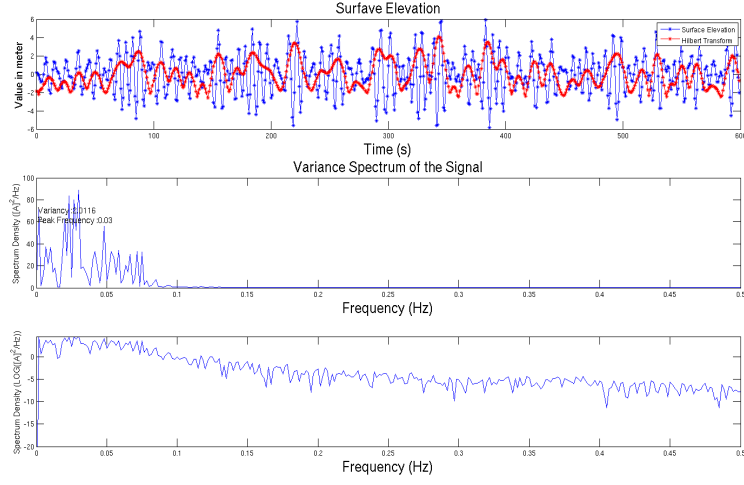 Surfave Elevation
Value in meter
6
4
2
0
-2
-4
-6
Surface Elevation
Hilbert Transform
0 100 200 300 400 500 600
Time (s)
Variance Spectrum of the Signal
Spectrum Density ([A]^2/Hz)
100
80
60
40
20
0
Peak Frequency :0.03
0 0.05 0.1 0.15 0.2 0.25 0.3 0.35 0.4 0.45 0.5
Frequency (Hz)
Spectrum Density (LOG([A]^2/Hz))
0
-5
-10
-15
-20
0 0.05 0.1 0.15 0.2 0.25 0.3 0.35 0.4 0.45 0.5
Frequency (Hz)